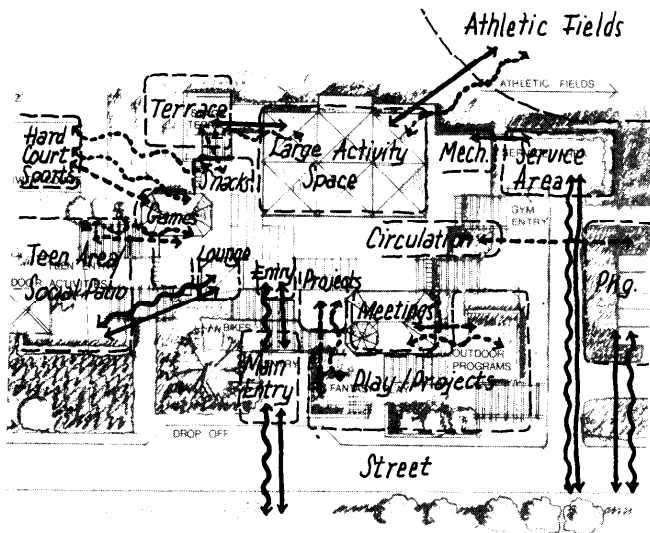 Athletic Fields
ATHLETIC FIELDS
Terrace
Hard
Court
Sports
Large Activity
Space
Mech.
Service
Area
Snacks
Games
GYM
ENTRY
Circulation
Teen Area
Social Patio
Lounge
Entry
Projects
Pkg.
Meetings
BIKES
Main
Entry
OUTDOOR
PROGRAMS
Play/Projects
DROP OFF
Street